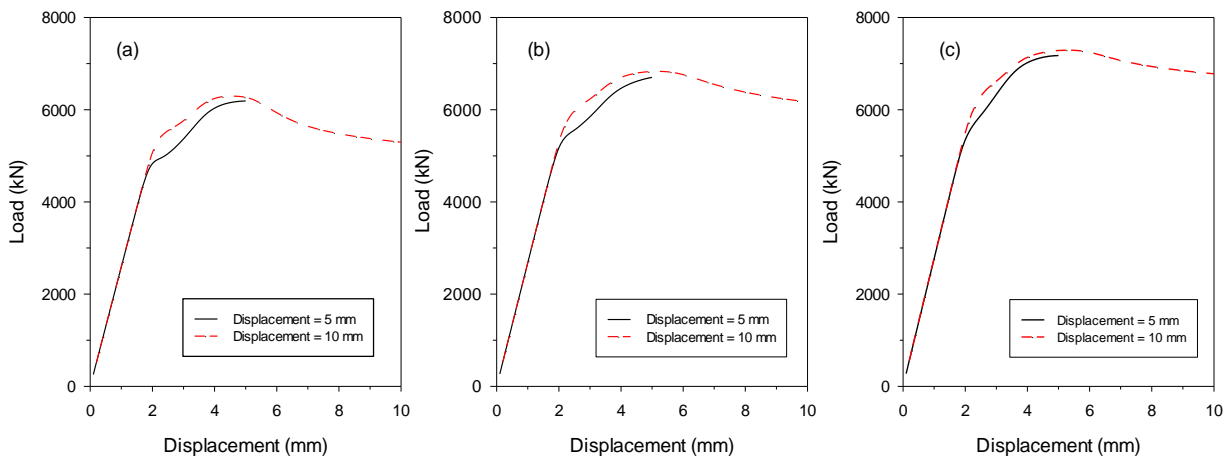 (a)
8000
6000
4000
2000
0
Load (kN)
Displacement = 5 mm
Displacement = 10 mm
0 2 4 6 8 10
Displacement (mm)
(b)
8000
6000
4000
2000
0
Load (kN)
Displacement = 5 mm
Displacement = 10 mm
0 2 4 6 8 10
Displacement (mm)
(c)
8000
6000
4000
2000
0
Load (kN)
Displacement = 5 mm
Displacement = 10 mm
0 2 4 6 8 10
Displacement (mm)